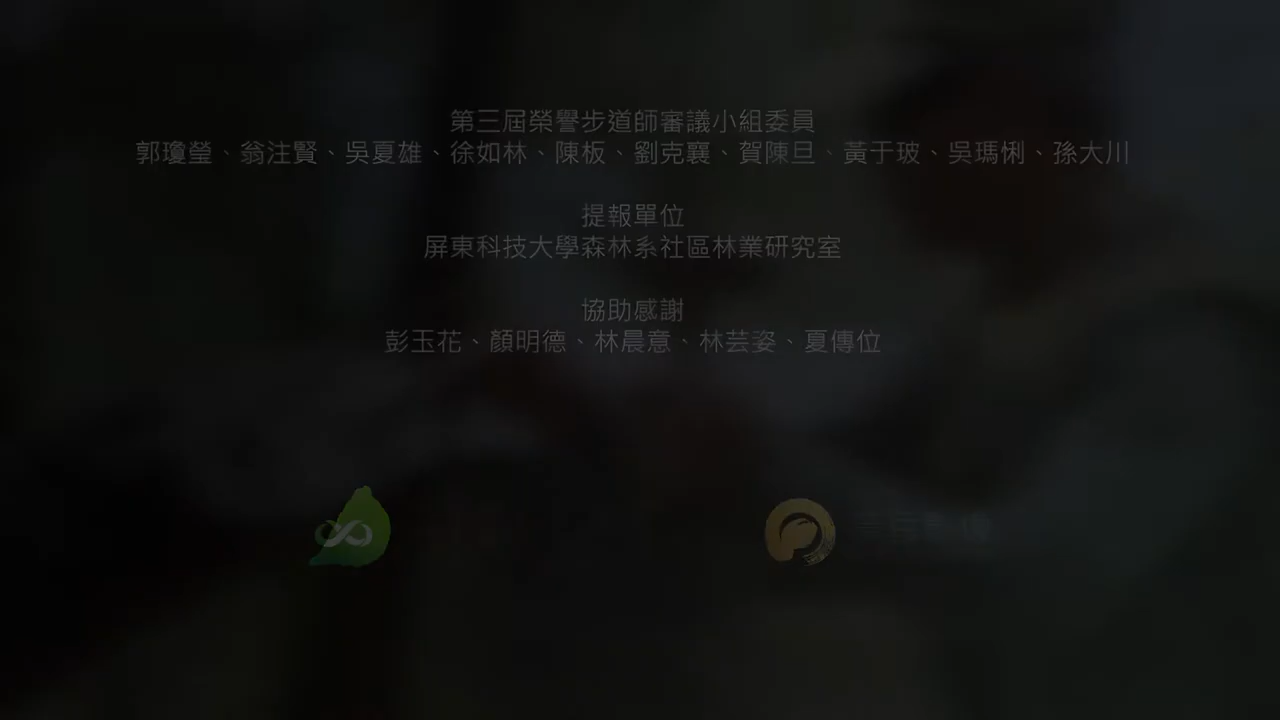 第三屆榮譽步道師審議小組委員
郭瓊瑩、翁注賢、吳夏雄、徐如林、陳板、劉克襄、賀陳旦、黃于玻、吳瑪悧、孫大川
提報單位
屏東科技大學森林系社區林業研究室
協助感謝
彭玉花、顏明德、林晨意、林芸姿、夏傳位